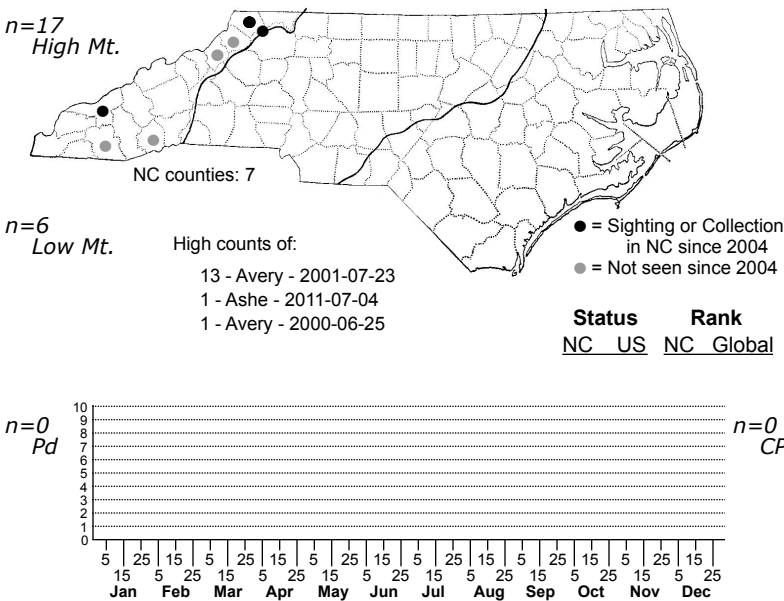 n=17
High Mt.
NC counties: 7
n=6
Low Mt.
High counts of:
13 - Avery - 2001-07-23
1 - Ashe - 2011-07-04
1 - Avery - 2000-06-25
● = Sighting or Collection
in NC since 2004
● = Not seen since 2004
Status Rank
NC US NC Global
n=0
Pd
n=0
CP
10
9
8
7
6
5
4
3
2
1
0
5 25 15 5 25 15 5 25 15 5 25 15 5 25 15 5 25 15
15 5 25 15 5 25 15 5 25 15 5 25 15 5 25 15 5 25
Jan Feb Mar Apr May Jun Jul Aug Sep Oct Nov Dec